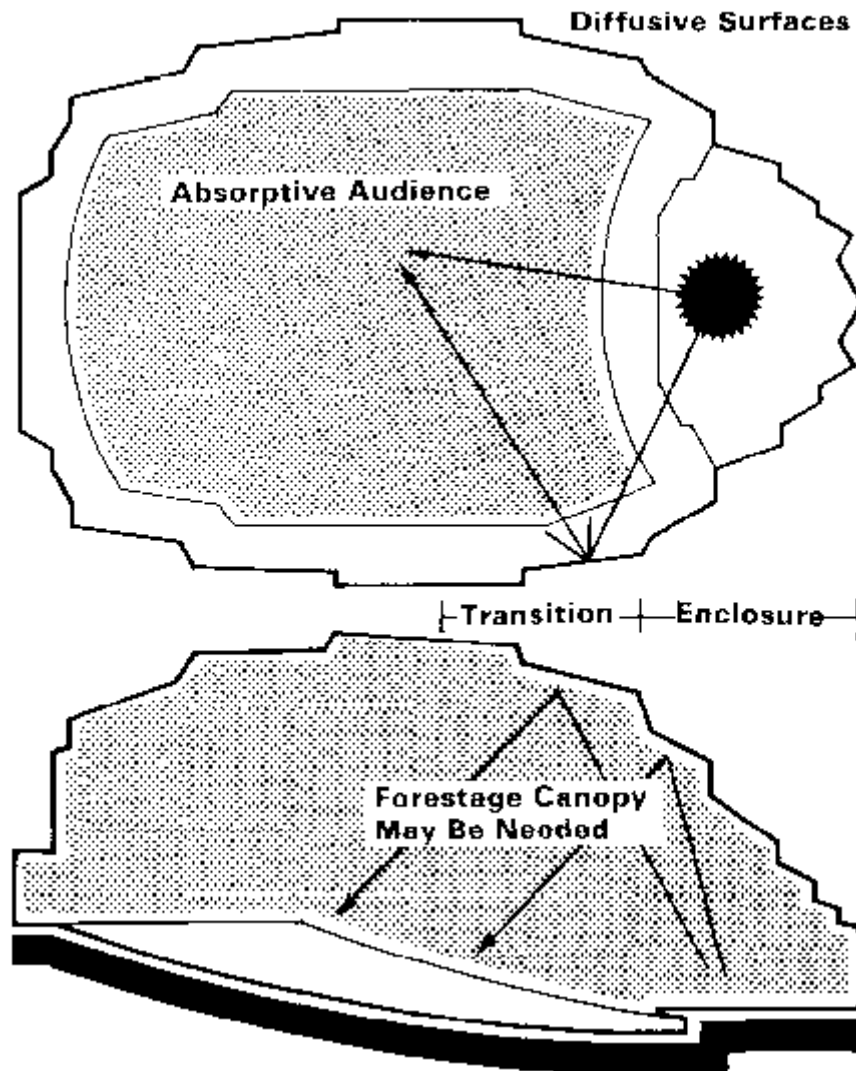 Diffusive Surfaces
Absorptive Audience
Transition
Enclosure
Forestage Canopy
May Be Needed